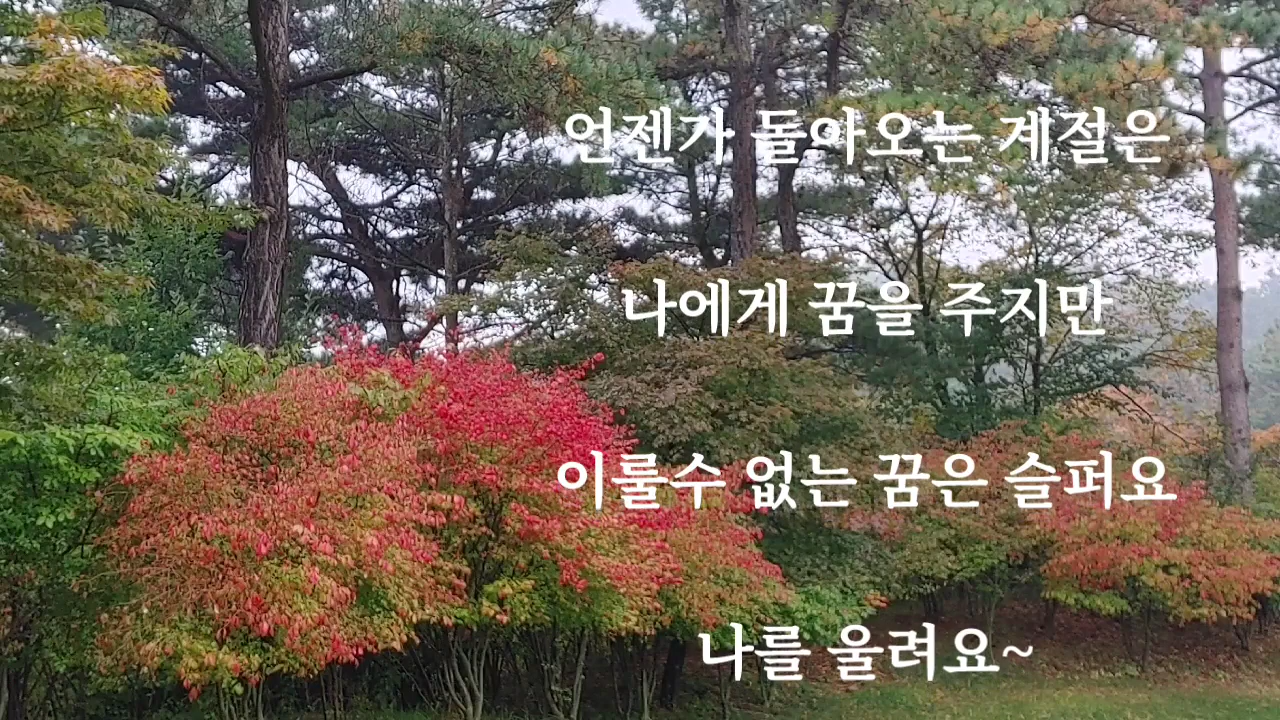 언젠가 돌아오는 계절은
나에게 꿈을 주지만
이룰수 없는 꿈은 슬퍼요
나를 울려요~